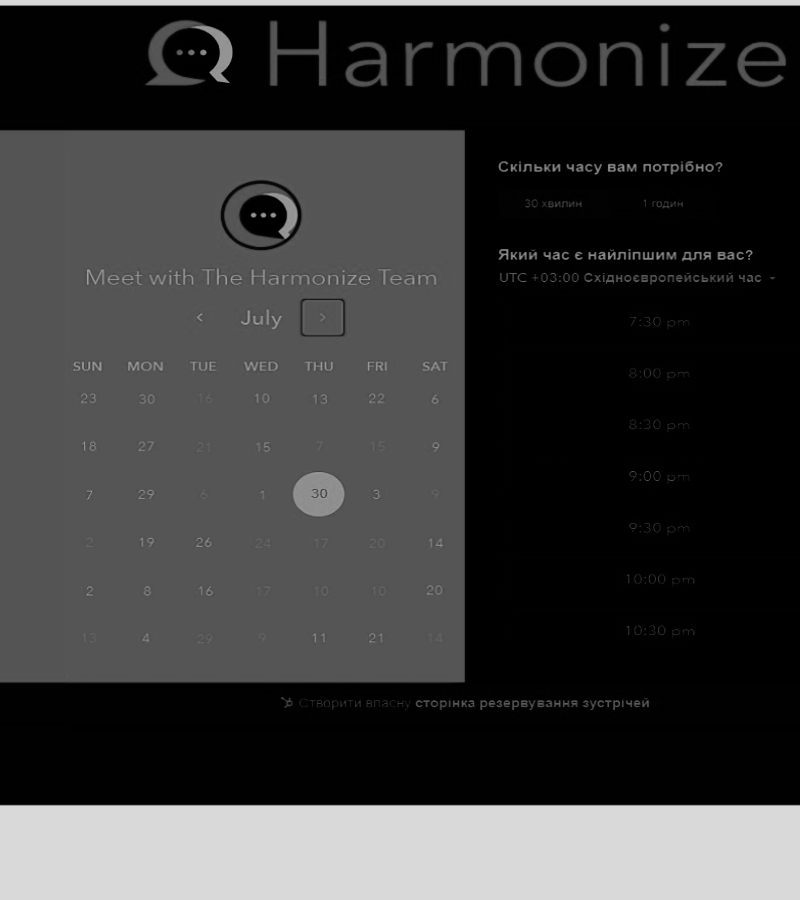 Harmonize
Meet with The Harmonize Team
July
SUN MON TUE WED THU FRI SAT
23 30 16 10 13 22 6
18 27 21 15 7 15 9
7 29 6 1 30 3 9
2 19 26 24 17 20 14
2 8 16 17 10 10 20
13 4 29 9 11 21 14
Скільки часу вам потрібно?
30 хвилин 1 годин
Який час є найліпшим для вас?
UTC +03:00 Східноєвропейський час
7:30 pm
8:00 pm
8:30 pm
9:00 pm
9:30 pm
10:00 pm
10:30 pm
Створити власну сторінка резервування зустрічей